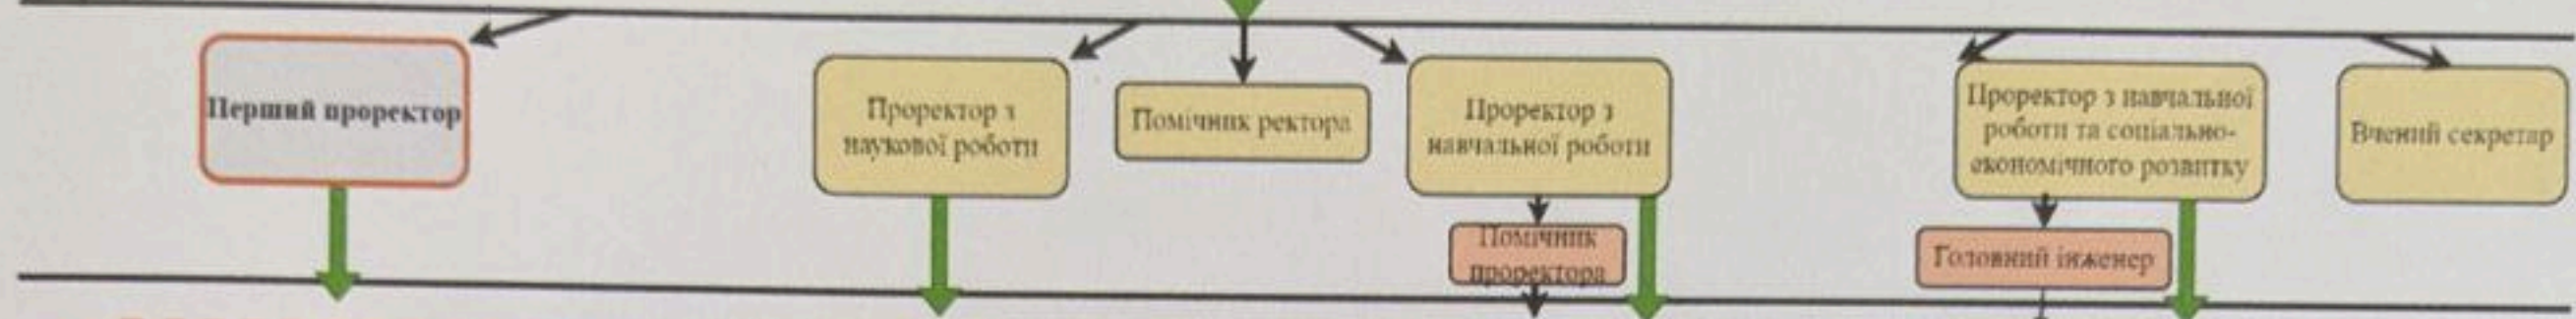 Перший проректор
Проректор з
наукової роботи
Помічник ректора
Проректор з
навчальної роботи
Проректор з навчальної
роботи та соціально-
економічного розвитку
Вчений секретар
Помічник
проректора
Головний інженер